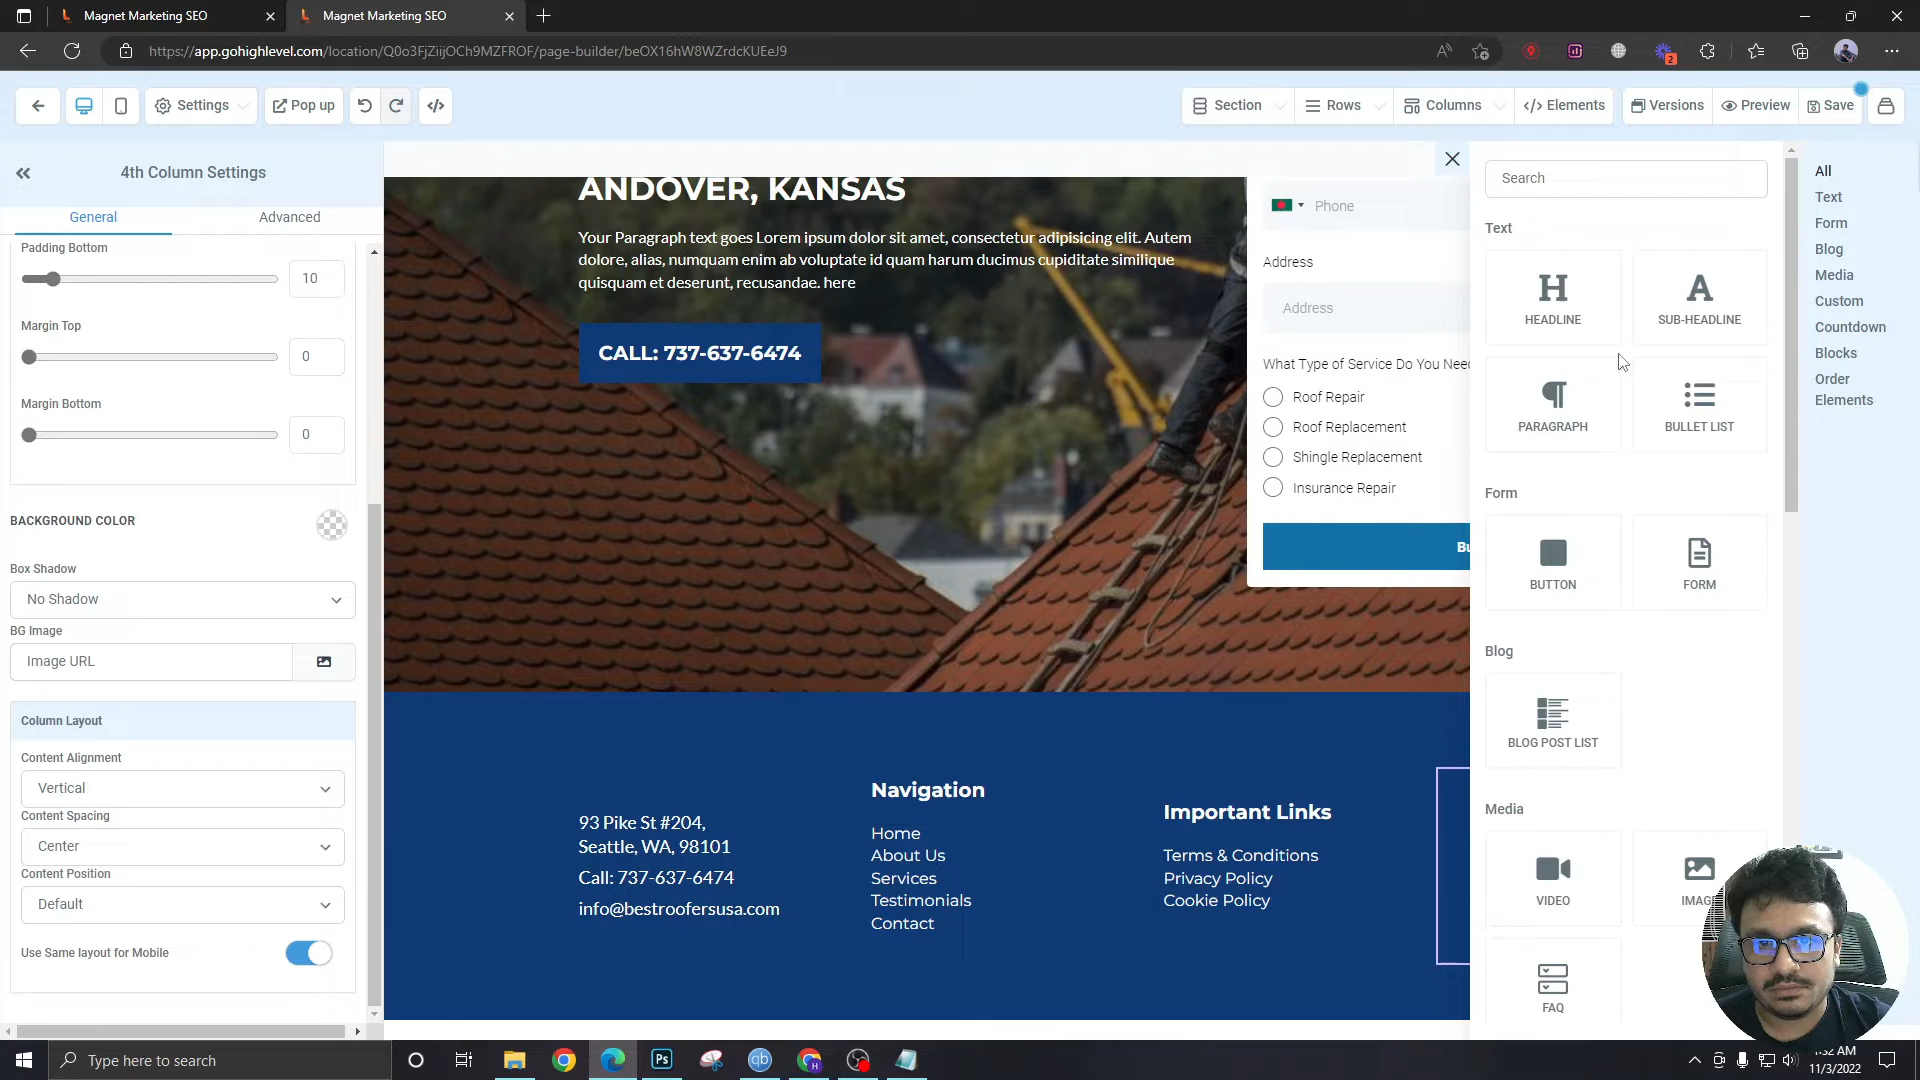 Magnet Marketing SEO
Magnet Marketing SEO
https://app.gohighlevel.com/location/Q0o3FjZiijOCh9MZFROF/page-builder/beOX16hW8WZrdcKUEeJ9
2
Settings
Pop up
Section
Rows
Columns
Elements
Versions
Preview
Save
4th Column Settings
General
Advanced
Padding Bottom
10
Margin Top
0
Margin Bottom
0
BACKGROUND COLOR
Box Shadow
No Shadow
BG Image
Image URL
Column Layout
Content Alignment
Vertical
Content Spacing
Center
Content Position
Default
Use Same layout for Mobile
ANDOVER, KANSAS
Your Paragraph text goes Lorem ipsum dolor sit amet, consectetur adipisicing elit. Autem
dolore, alias, numquam enim ab voluptate id quam harum ducimus cupiditate similique
quisquam et deserunt, recusandae. here
CALL: 737-637-6474
Phone
Address
Address
What Type of Service Do You Need
Roof Repair
Roof Replacement
Shingle Replacement
Insurance Repair
93 Pike St #204,
Seattle, WA, 98101
Call: 737-637-6474
info@bestroofersusa.com
Navigation
Home
About Us
Services
Testimonials
Contact
Important Links
Terms & Conditions
Privacy Policy
Cookie Policy
Search
Text
HEADLINE
SUB-HEADLINE
PARAGRAPH
BULLET LIST
Form
BUTTON
FORM
Blog
BLOG POST LIST
Media
VIDEO
FAQ
All
Text
Form
Blog
Media
Custom
Countdown
Blocks
Order
Elements
Type here to search
Ps
qb
11/3/2022